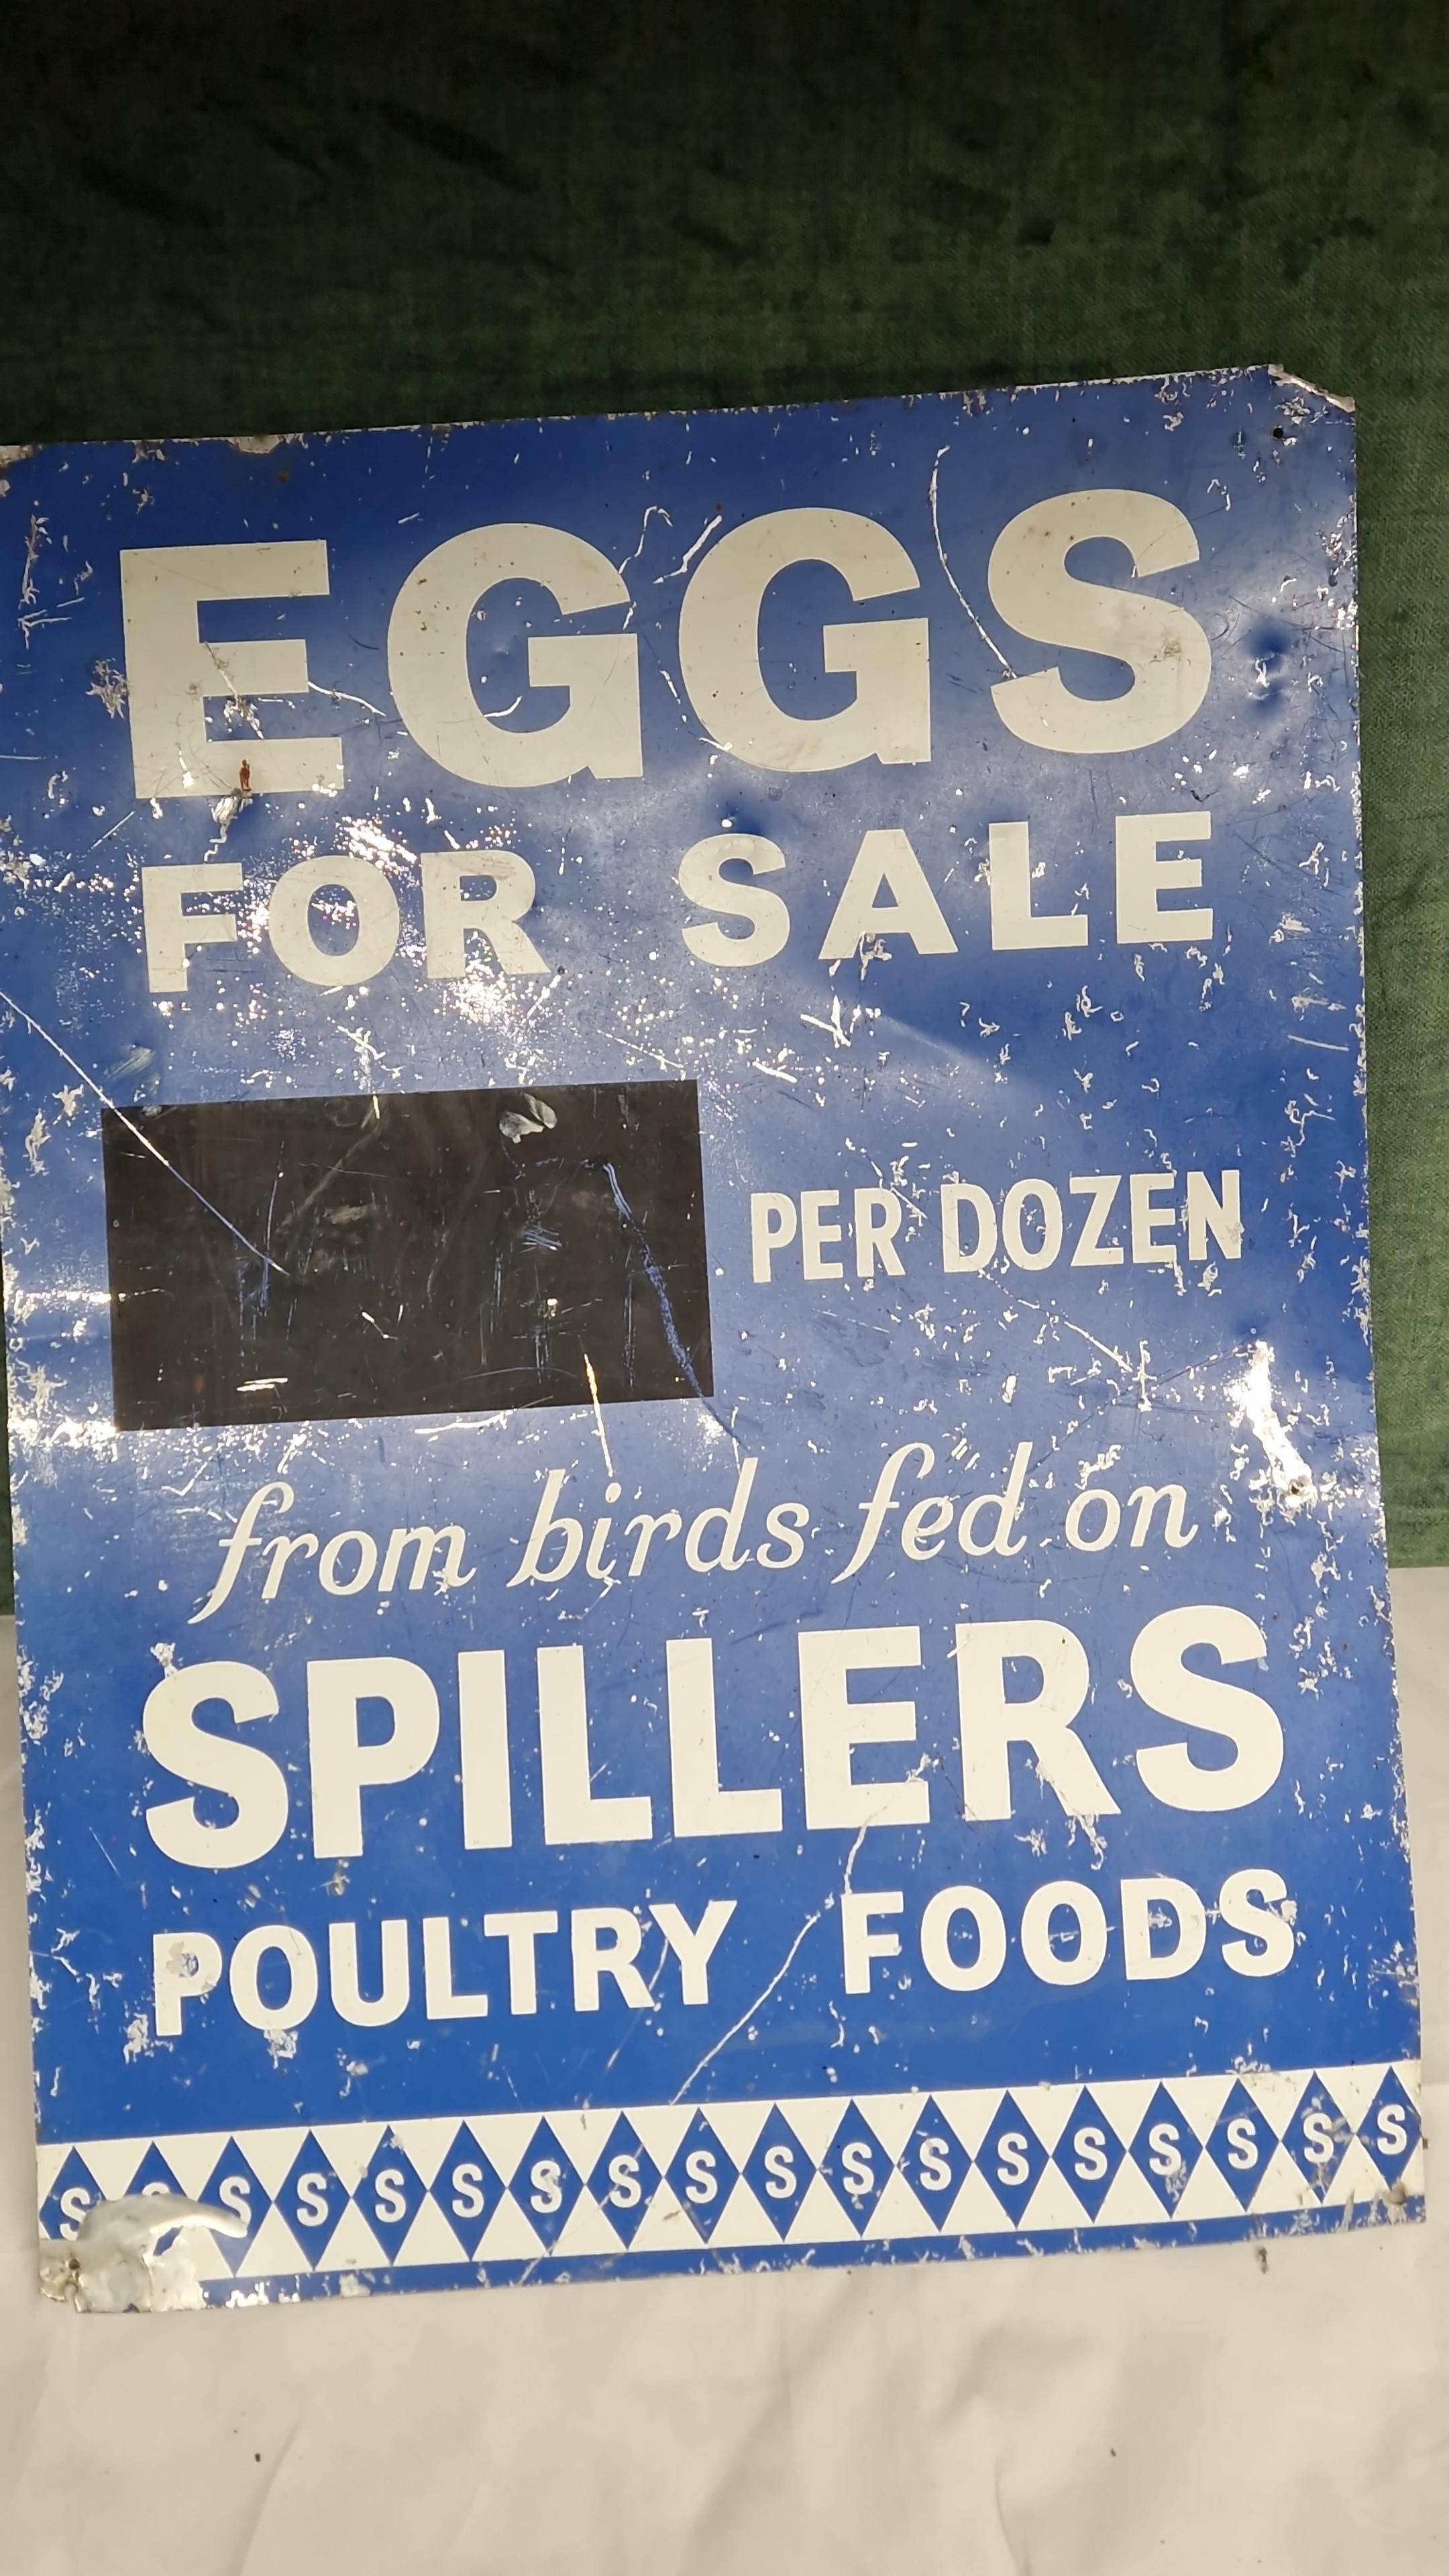 EGGS
FOR SALE
PER DOZEN
from birds fed on
SPILLERS
POULTRY FOODS
S S S S S S S S S S S S S S S S S S